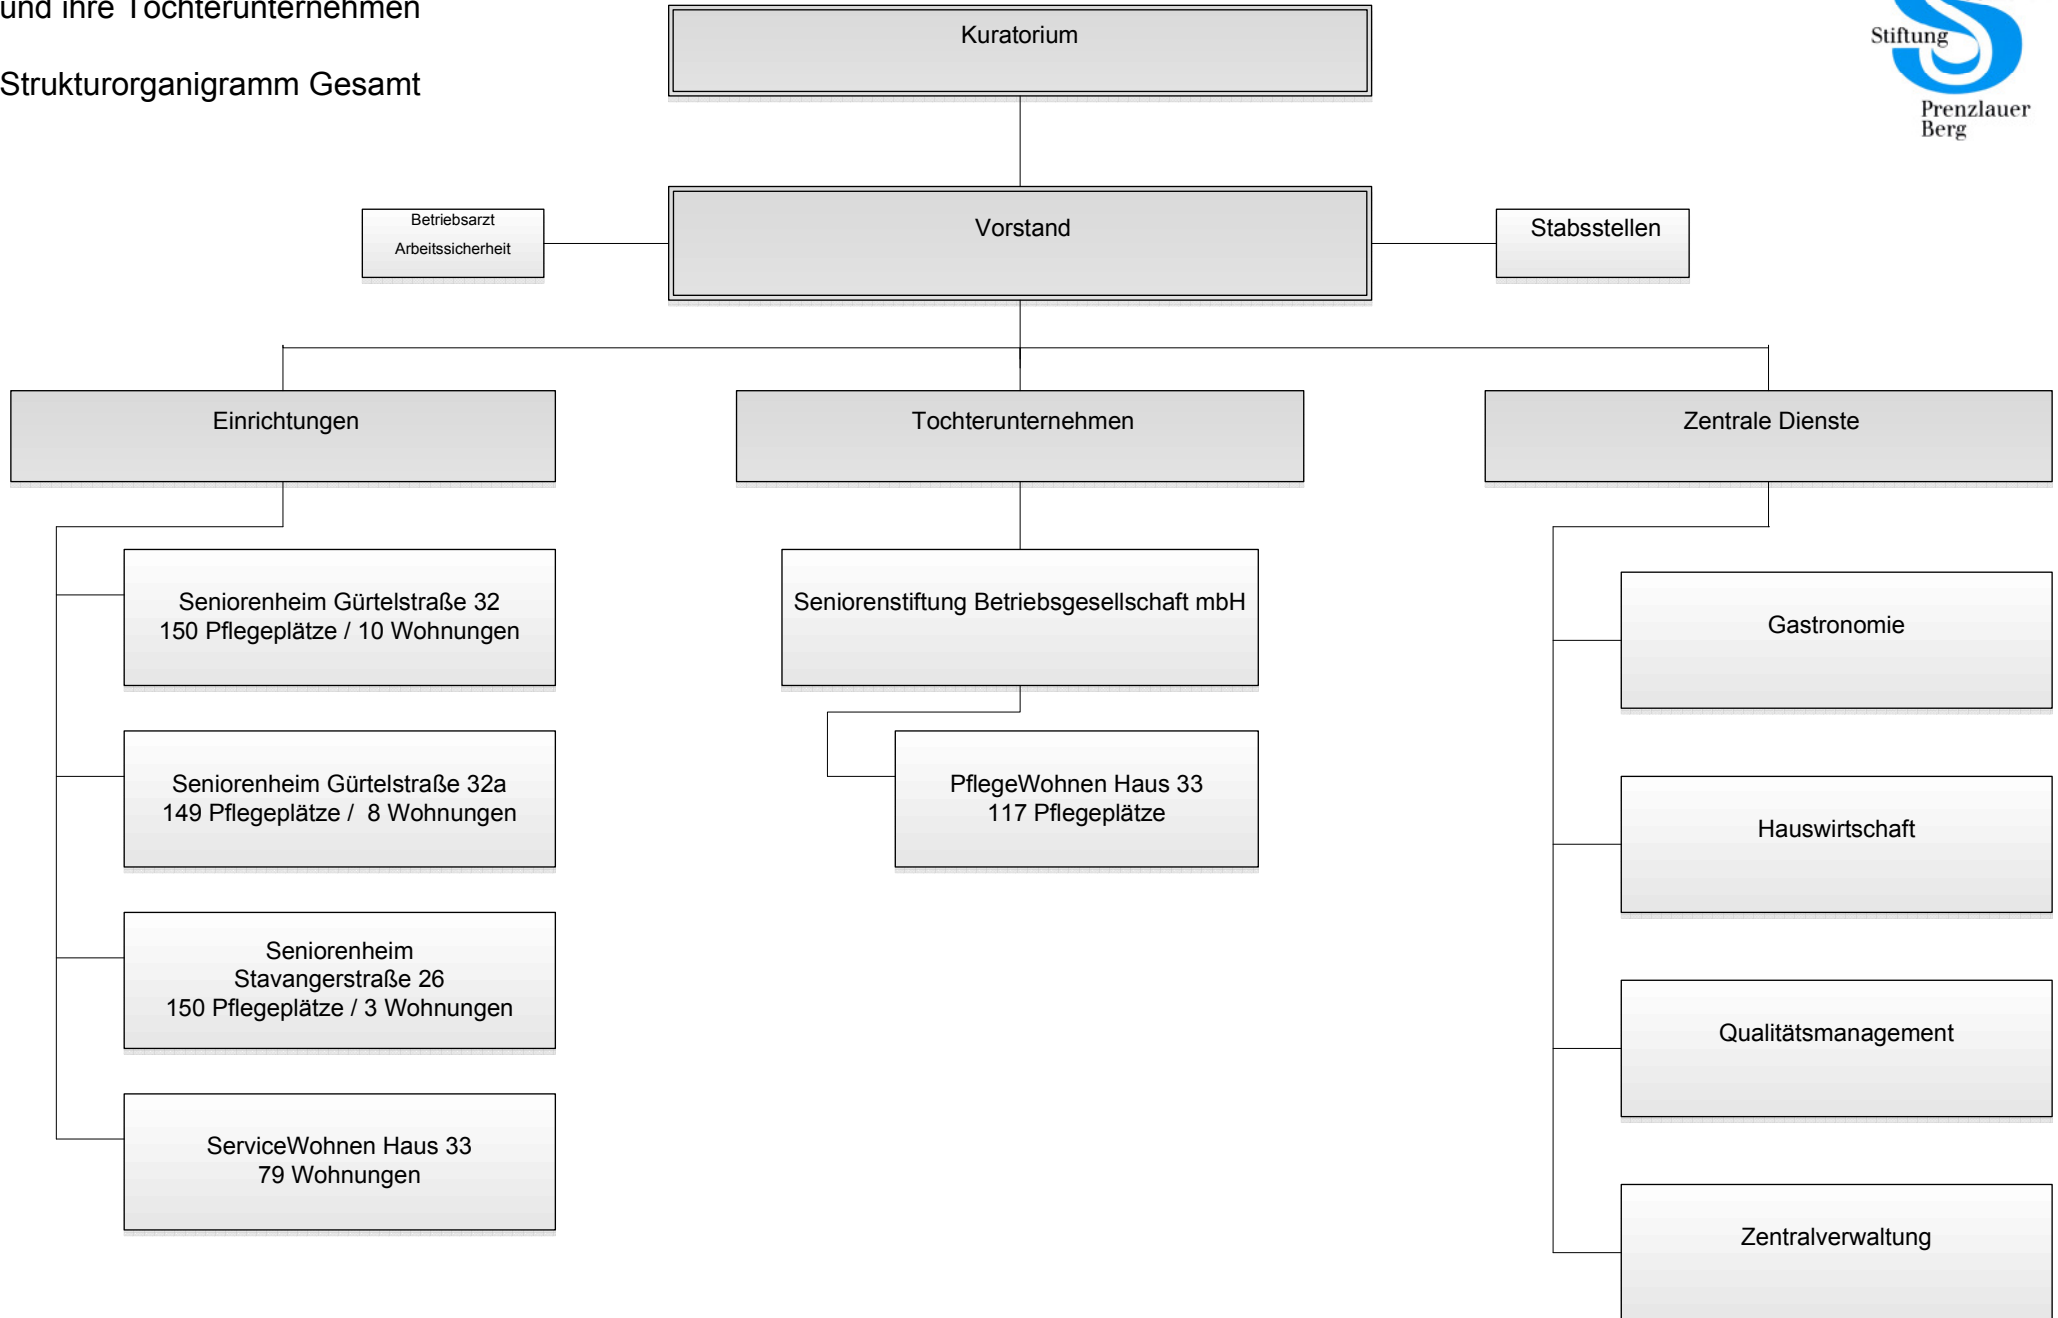 und ihre Tochterunternehmen
Strukturorganigramm Gesamt
Stiftung
Prenzlauer
Berg
Kuratorium
Betriebsarzt
Arbeitssicherheit
Vorstand
Stabsstellen
Einrichtungen
Tochterunternehmen
Zentrale Dienste
Seniorenheim Gürtelstraße 32
150 Pflegeplätze / 10 Wohnungen
Seniorenheim Gürtelstraße 32a
149 Pflegeplätze /  8 Wohnungen
Seniorenheim
Stavangerstraße 26
150 Pflegeplätze / 3 Wohnungen
ServiceWohnen Haus 33
79 Wohnungen
Seniorenstiftung Betriebsgesellschaft mbH
PflegeWohnen Haus 33
117 Pflegeplätze
Gastronomie
Hauswirtschaft
Qualitätsmanagement
Zentralverwaltung